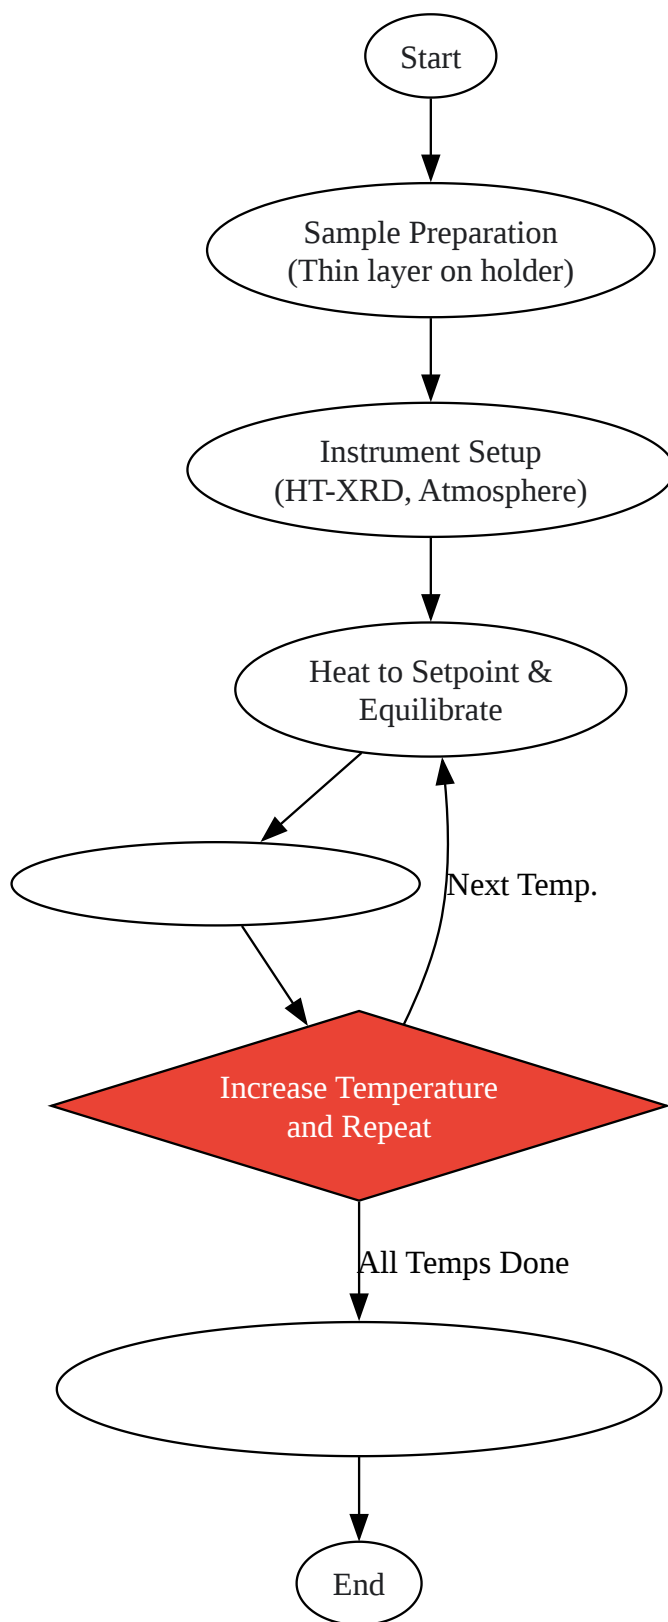 Start
Sample Preparation
(Thin layer on holder)
Instrument Setup
(HT-XRD, Atmosphere)
Heat to Setpoint &
Equilibrate
Next Temp.
Increase Temperature
and Repeat
All Temps Done
End